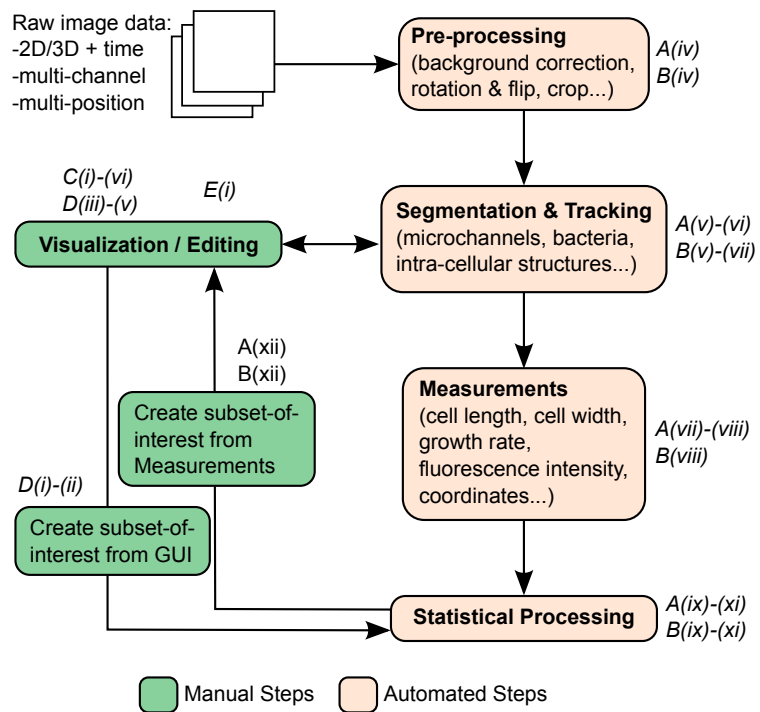 Raw image data:
-2D/3D + time
-multi-channel
-multi-position
Pre-processing
(background correction,
rotation & flip, crop...)
A(iv)
B(iv)
C(i)-(vi)
D(iii)-(v)
E(i)
Visualization / Editing
Segmentation & Tracking
(microchannels, bacteria,
intra-cellular structures...)
A(v)-(vi)
B(v)-(vii)
A(xii)
B(xii)
Create subset-of-
interest from
Measurements
Measurements
(cell length, cell width,
growth rate,
fluorescence intensity,
coordinates...)
A(vii)-(viii)
B(viii)
D(i)-(ii)
Create subset-of-
interest from GUI
Statistical Processing
A(ix)-(xi)
B(ix)-(xi)
Manual Steps
Automated Steps